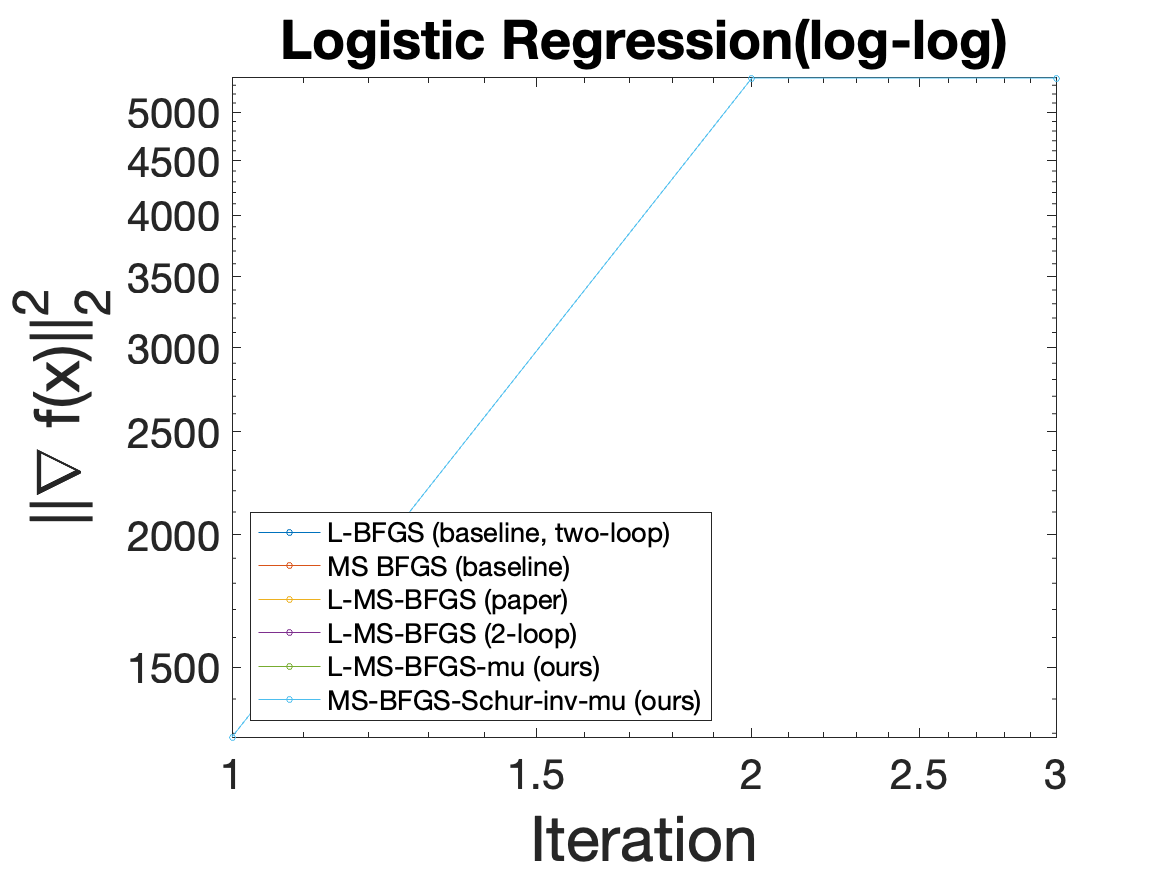 Logistic Regression(log-log)
5000
4500
4000
3500
3000
2500
2000
1500
||∇ f(x)||₂²
L-BFGS (baseline, two-loop)
MS BFGS (baseline)
L-MS-BFGS (paper)
L-MS-BFGS (2-loop)
L-MS-BFGS-mu (ours)
MS-BFGS-Schur-inv-mu (ours)
1 1.5 2 2.5 3
Iteration